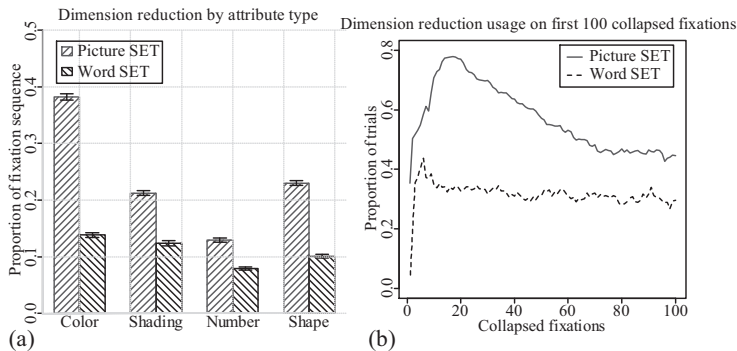 Dimension reduction by attribute type
Proportion of fixation sequence
0.0
0.1
0.2
0.3
0.4
0.5
Picture SET
Word SET
Color Shading Number Shape
(a)
Dimension reduction usage on first 100 collapsed fixations
Proportion of trials
0.0
0.2
0.4
0.6
0.8
Picture SET
Word SET
0 20 40 60 80 100
Collapsed fixations
(b)